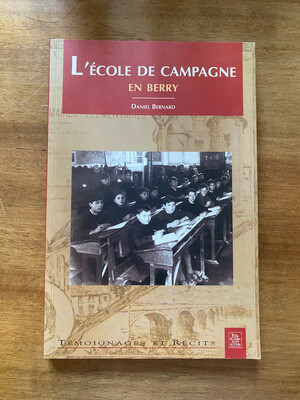 L'ÉCOLE DE CAMPAGNE
EN BERRY
DANIEL BERNARD
TÉMOIGNAGES ET RÉCITS